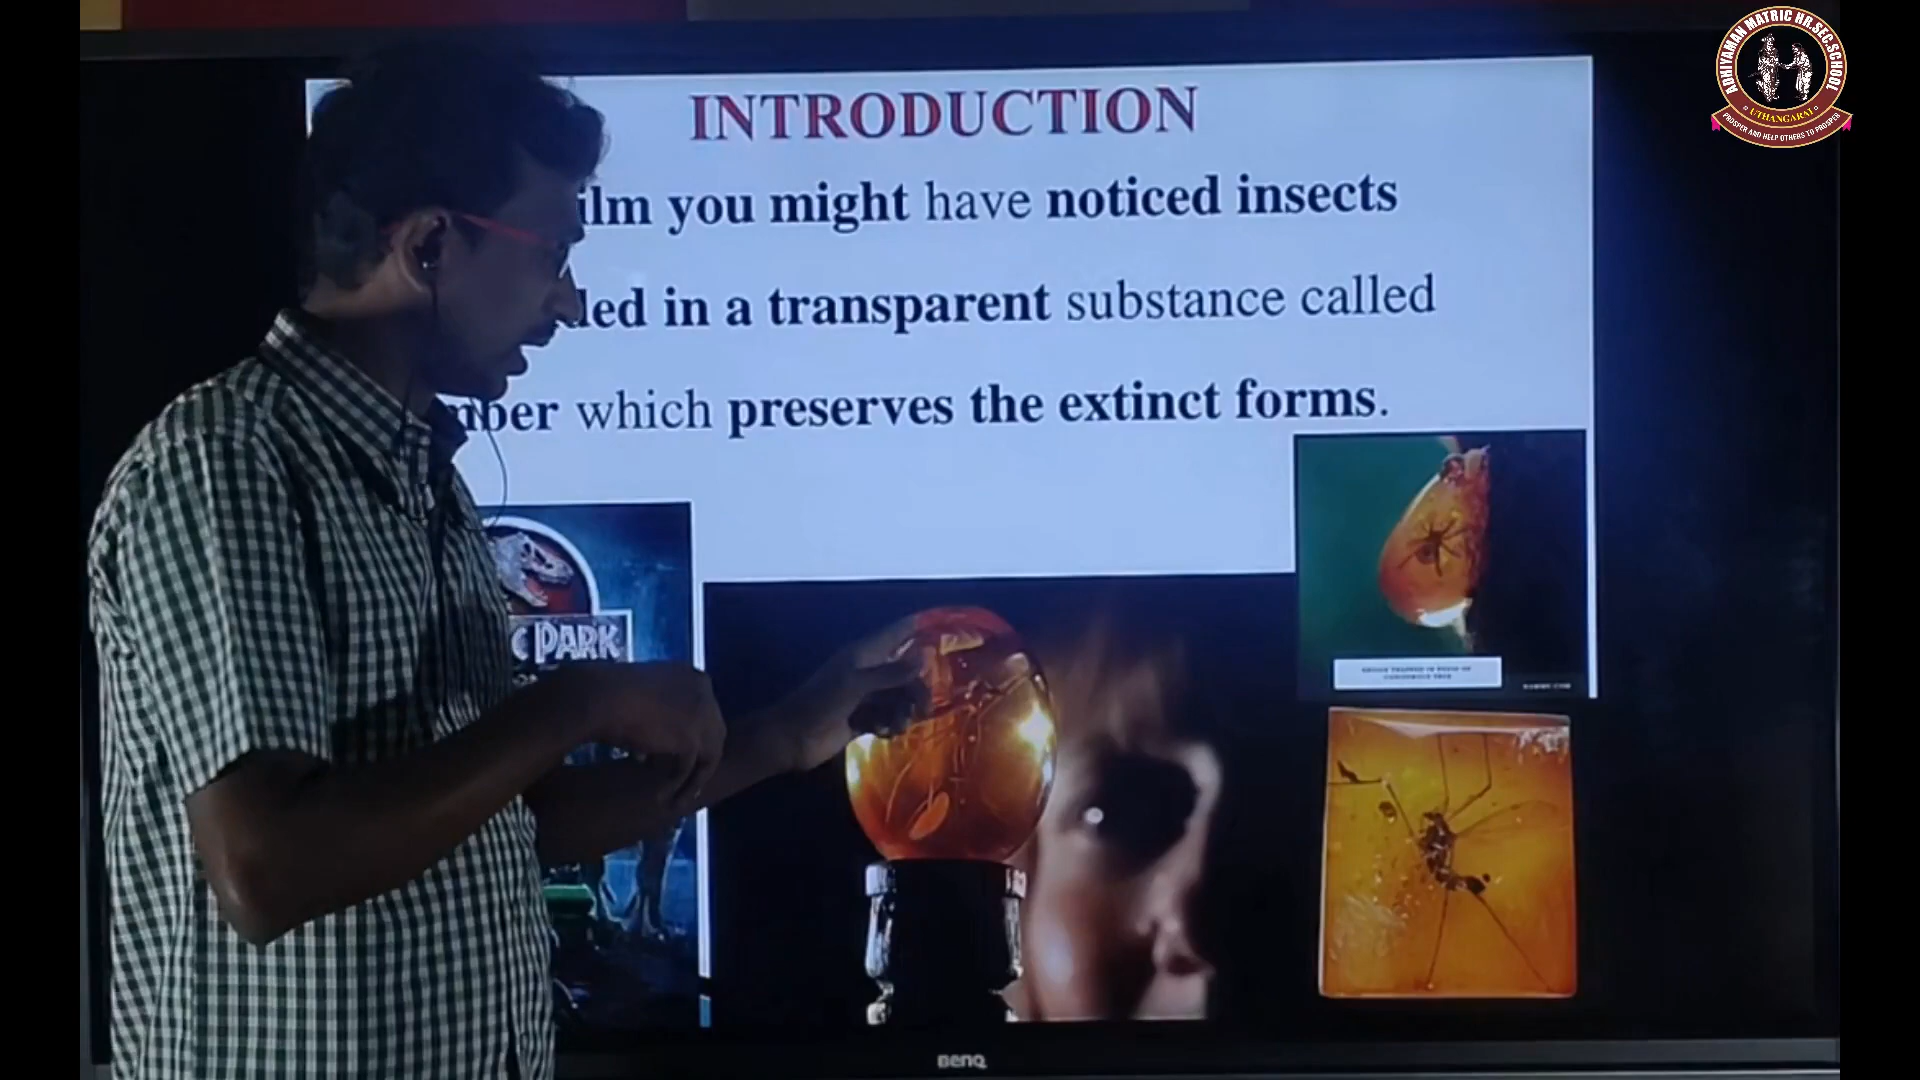 INTRODUCTION
ilm you might have noticed insects
ded in a transparent substance called
mber which preserves the extinct forms.
PARK
BenQ
ADHIYAMAN MATRIC HR.SEC.SCHOOL
UTHANGARAI
PROSPER AND HELP OTHERS TO PROSPER